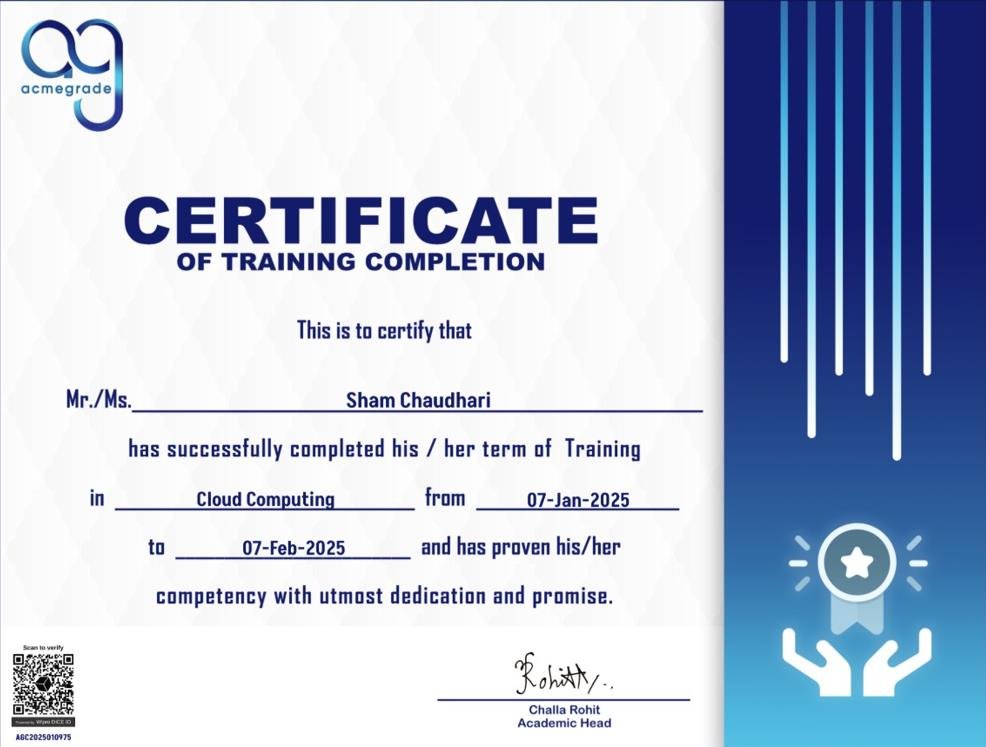 acmegrade
CERTIFICATE
OF TRAINING COMPLETION
This is to certify that
Mr./Ms. Sham Chaudhari
has successfully completed his / her term of Training
in Cloud Computing from 07-Jan-2025
to 07-Feb-2025 and has proven his/her
competency with utmost dedication and promise.
Scan to verify
Powered by Wipro DICE ID
AGC2025010975
Rohit
Challa Rohit
Academic Head